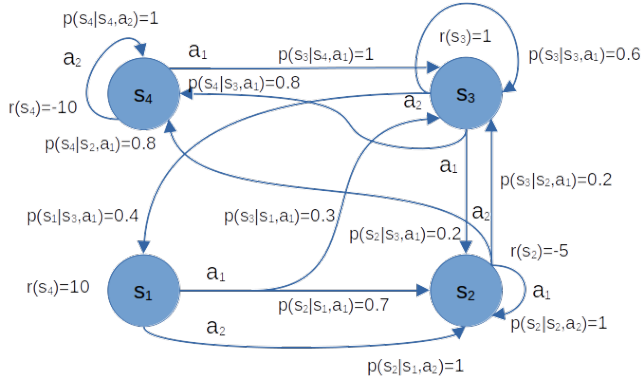 p(s₄|s₄,a₂)=1
r(s₃)=1
a₂
a₁
p(s₃|s₄,a₁)=1
p(s₃|s₃,a₁)=0.6
s₄
p(s₄|s₃,a₁)=0.8
s₃
r(s₄)=-10
a₂
p(s₄|s₂,a₁)=0.8
a₁
p(s₃|s₂,a₁)=0.2
p(s₁|s₃,a₁)=0.4
p(s₃|s₁,a₁)=0.3
a₂
p(s₂|s₃,a₁)=0.2
r(s₂)=-5
r(s₄)=10
s₁
a₁
s₂
a₁
p(s₂|s₁,a₁)=0.7
a₂
p(s₂|s₂,a₂)=1
p(s₂|s₁,a₂)=1